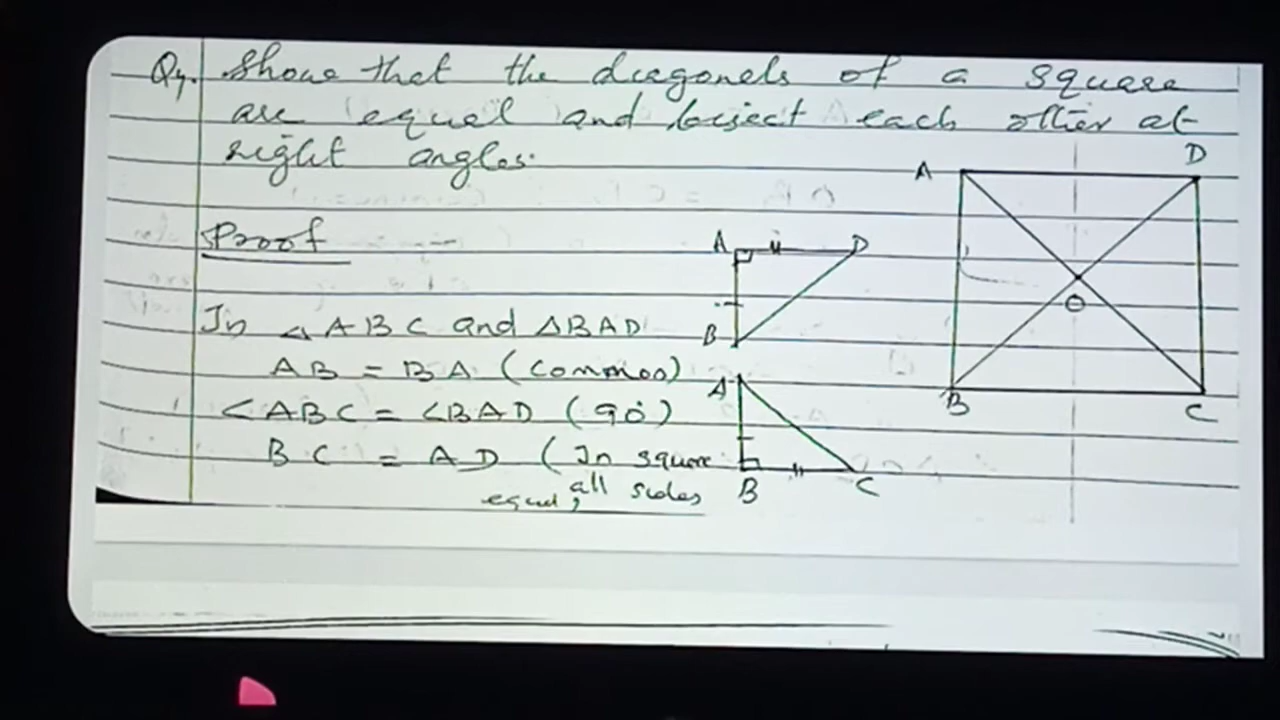 Q4. Show that the diagonals of a square
are equal and bisect each other at
right angles.
Proof
In △ABC and △BAD
AB = BA (common)
∠ABC = ∠BAD (90°)
BC = AD (In square
all sides
equal,
A D
B
A
B C
A D
O
B C